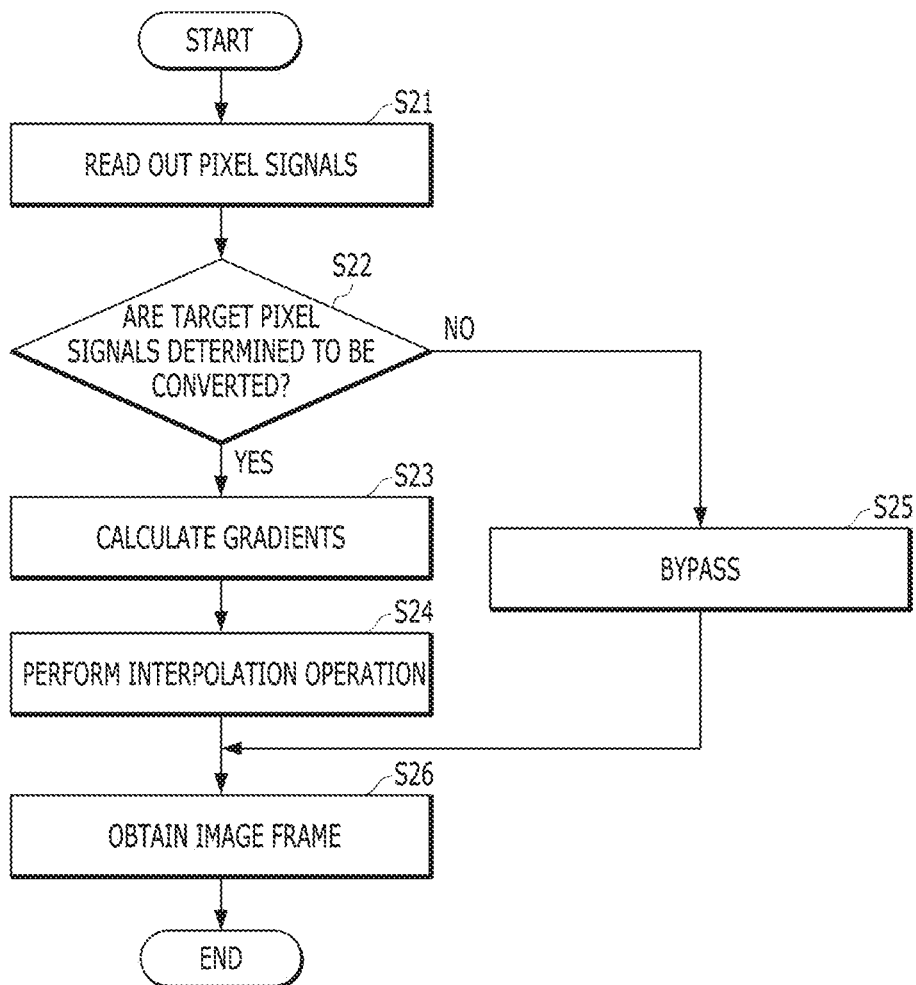 START
S21
READ OUT PIXEL SIGNALS
S22
ARE TARGET PIXEL
SIGNALS DETERMINED TO BE
CONVERTED?
NO
YES
S23
CALCULATE GRADIENTS
S25
BYPASS
S24
PERFORM INTERPOLATION OPERATION
S26
OBTAIN IMAGE FRAME
END